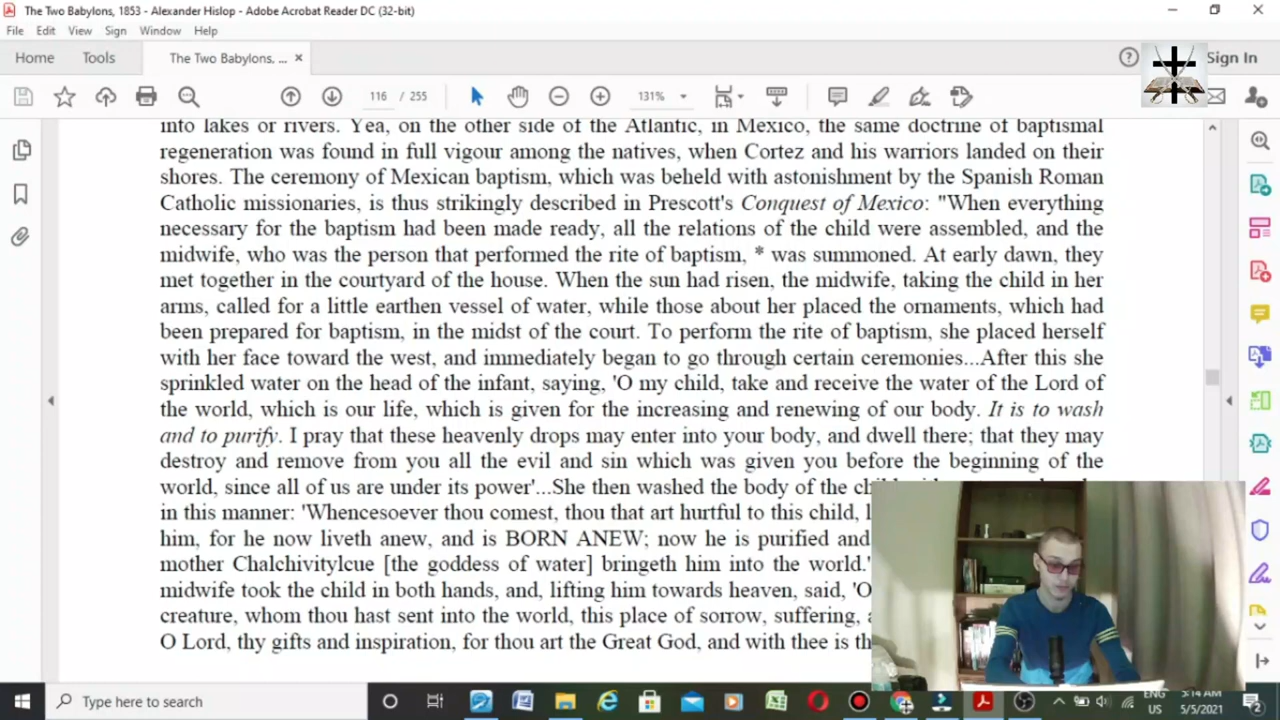 The Two Babylons, 1853 - Alexander Hislop - Adobe Acrobat Reader DC (32-bit)
File Edit View Sign Window Help
Home Tools The Two Babylons, ... × Sign In
116 / 255 131%
into lakes or rivers. Yea, on the other side of the Atlantic, in Mexico, the same doctrine of baptismal
regeneration was found in full vigour among the natives, when Cortez and his warriors landed on their
shores. The ceremony of Mexican baptism, which was beheld with astonishment by the Spanish Roman
Catholic missionaries, is thus strikingly described in Prescott's Conquest of Mexico: "When everything
necessary for the baptism had been made ready, all the relations of the child were assembled, and the
midwife, who was the person that performed the rite of baptism, * was summoned. At early dawn, they
met together in the courtyard of the house. When the sun had risen, the midwife, taking the child in her
arms, called for a little earthen vessel of water, while those about her placed the ornaments, which had
been prepared for baptism, in the midst of the court. To perform the rite of baptism, she placed herself
with her face toward the west, and immediately began to go through certain ceremonies...After this she
sprinkled water on the head of the infant, saying, 'O my child, take and receive the water of the Lord of
the world, which is our life, which is given for the increasing and renewing of our body. It is to wash
and to purify. I pray that these heavenly drops may enter into your body, and dwell there; that they may
destroy and remove from you all the evil and sin which was given you before the beginning of the
world, since all of us are under its power'...She then washed the body of the
in this manner: 'Whencesoever thou comest, thou that art hurtful to this child,
him, for he now liveth anew, and is BORN ANEW; now he is purified and
mother Chalchivitylcue [the goddess of water] bringeth him into the world.'
midwife took the child in both hands, and, lifting him towards heaven, said, 'O
creature, whom thou hast sent into the world, this place of sorrow, suffering,
O Lord, thy gifts and inspiration, for thou art the Great God, and with thee is
Type here to search
ENG 5:14 AM
US 5/5/2021 2